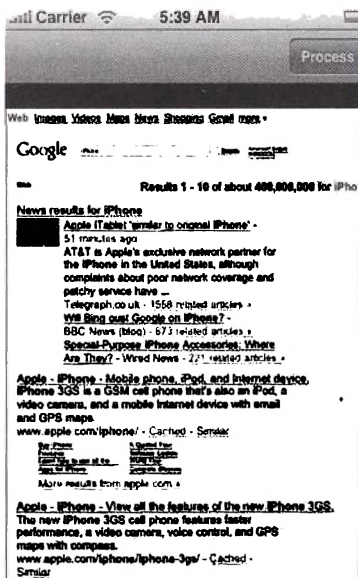 Carrier 5:39 AM
Process
Web Images Videos Maps News Shopping Gmail more
Google
Results 1 - 10 of about 400,000,000 for iPho
News results for iPhone
Apple iTablet 'similar to original iPhone' -
51 minutes ago
AT&T is Apple's exclusive network partner for
the iPhone in the United States, although
complaints about poor network coverage and
patchy service have ...
Telegraph.co.uk - 1558 related articles »
Will Bing oust Google on iPhone? -
BBC News (blog) - 673 related articles »
Special-Purpose iPhone Accessories: Where
Are They? - Wired News - 271 related articles »
Apple - iPhone - Mobile phone, iPod, and Internet device.
iPhone 3GS is a GSM cell phone that's also an iPod, a
video camera, and a mobile Internet device with email
and GPS maps.
www.apple.com/iphone/ - Cached - Similar
More results from apple.com »
Apple - iPhone - View all the features of the new iPhone 3GS.
The new iPhone 3GS cell phone features faster
performance, a video camera, voice control, and GPS
maps with compass.
www.apple.com/iphone/iphone-3gs/ - Cached -
Similar